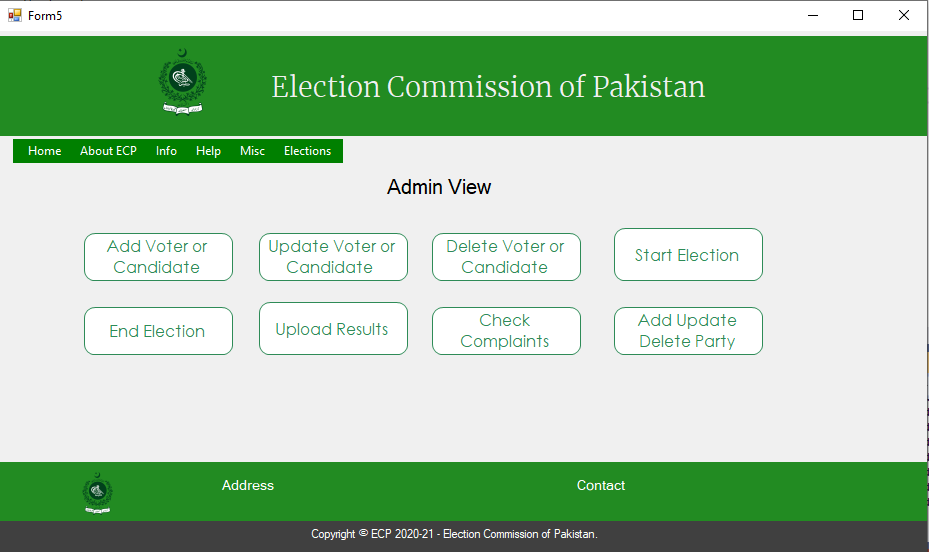 Form5
Election Commission of Pakistan
Home About ECP Info Help Misc Elections
Admin View
Add Voter or
Candidate
Update Voter or
Candidate
Delete Voter or
Candidate
Start Election
End Election
Upload Results
Check
Complaints
Add Update
Delete Party
Address
Contact
Copyright © ECP 2020-21 - Election Commission of Pakistan.